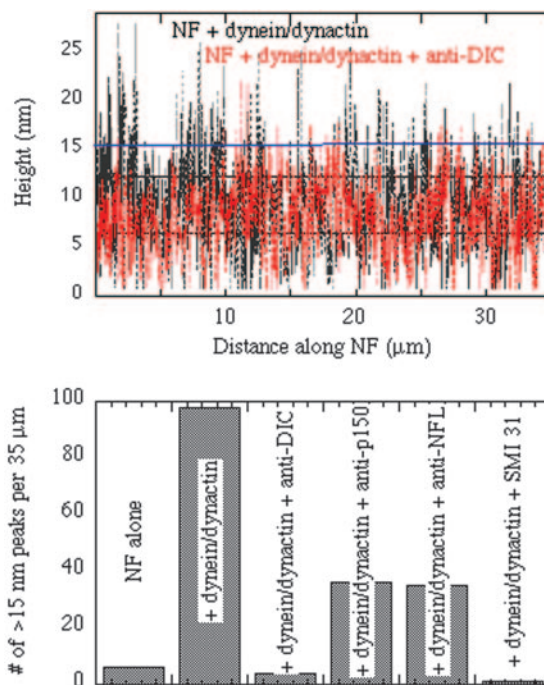 NF + dynein/dynactin
NF + dynein/dynactin + anti-DIC
Height (nm)
25
20
15
10
5
0
10
20
30
Distance along NF (μm)
# of >15 nm peaks per 35 μm
100
80
60
40
20
0
NF alone
+ dynein/dynactin
+ dynein/dynactin + anti-DIC
+ dynein/dynactin + anti-p150
+ dynein/dynactin + anti-NFL
+ dynein/dynactin + SMI 31